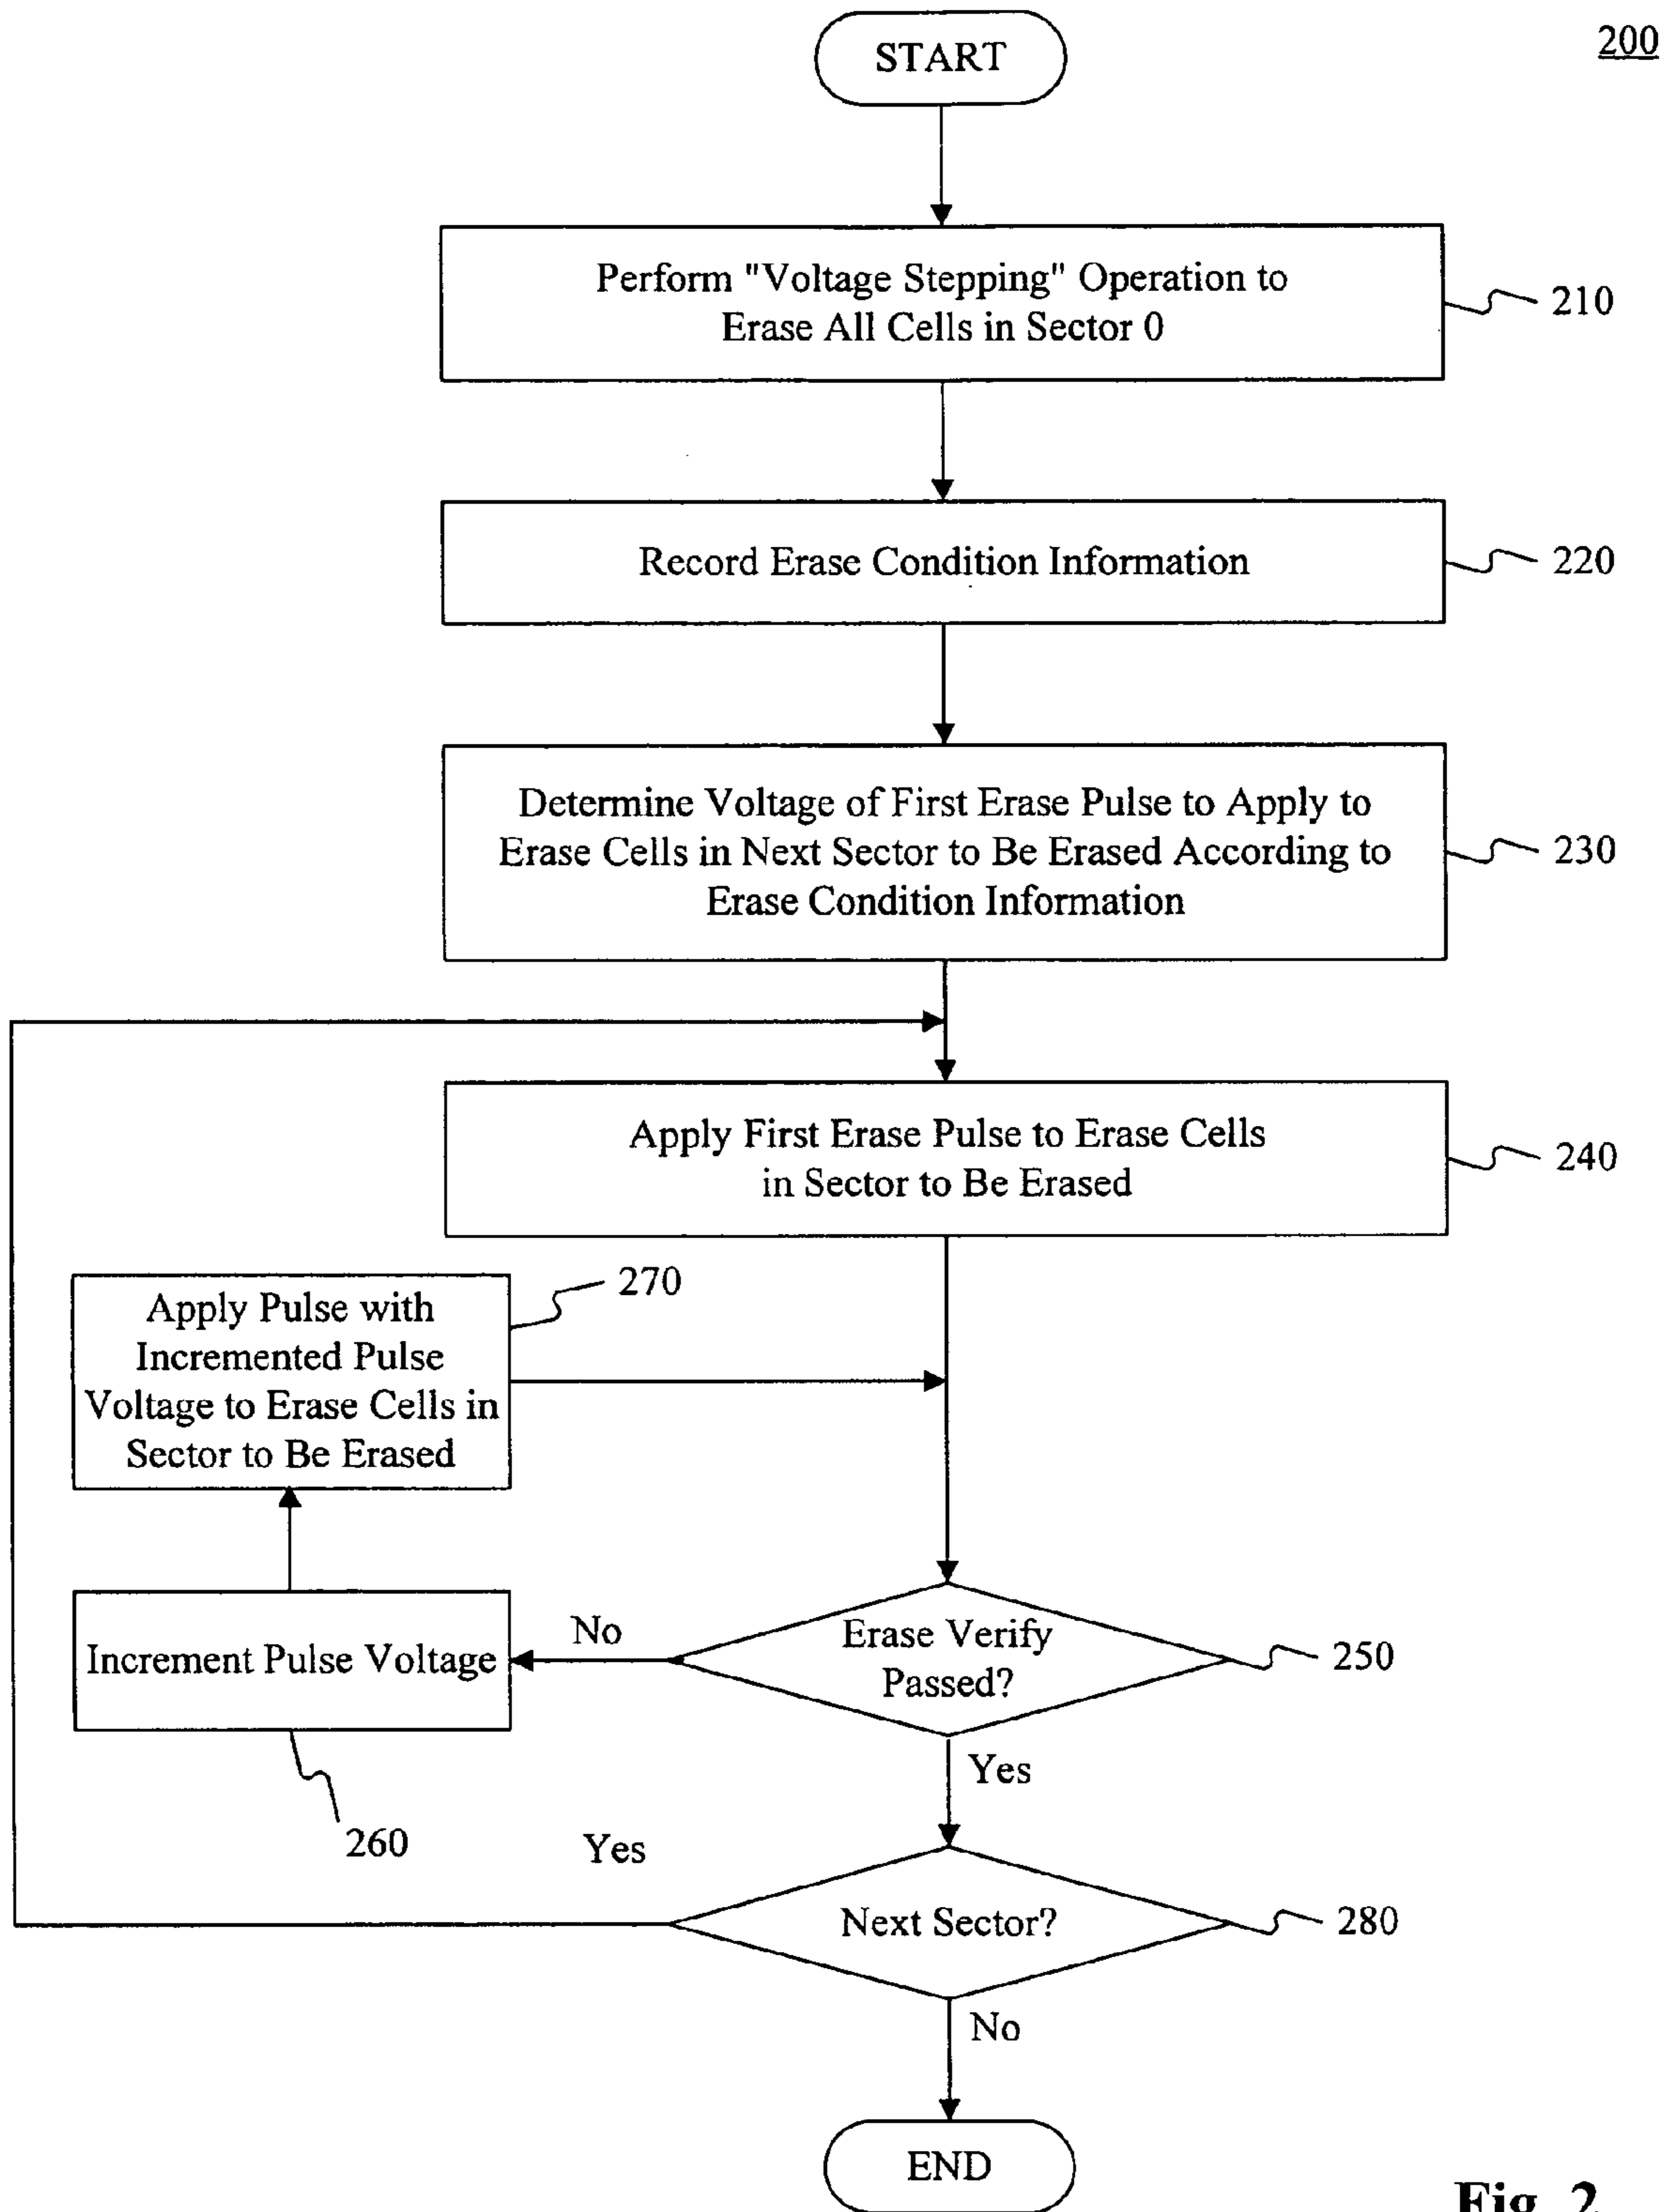 200
START
Perform "Voltage Stepping" Operation to
Erase All Cells in Sector 0
210
Record Erase Condition Information
220
Determine Voltage of First Erase Pulse to Apply to
Erase Cells in Next Sector to Be Erased According to
Erase Condition Information
230
Apply First Erase Pulse to Erase Cells
in Sector to Be Erased
240
270
Apply Pulse with
Incremented Pulse
Voltage to Erase Cells in
Sector to Be Erased
Increment Pulse Voltage
No
Erase Verify
Passed?
250
Yes
260
Yes
Next Sector?
280
No
END
Fig. 2